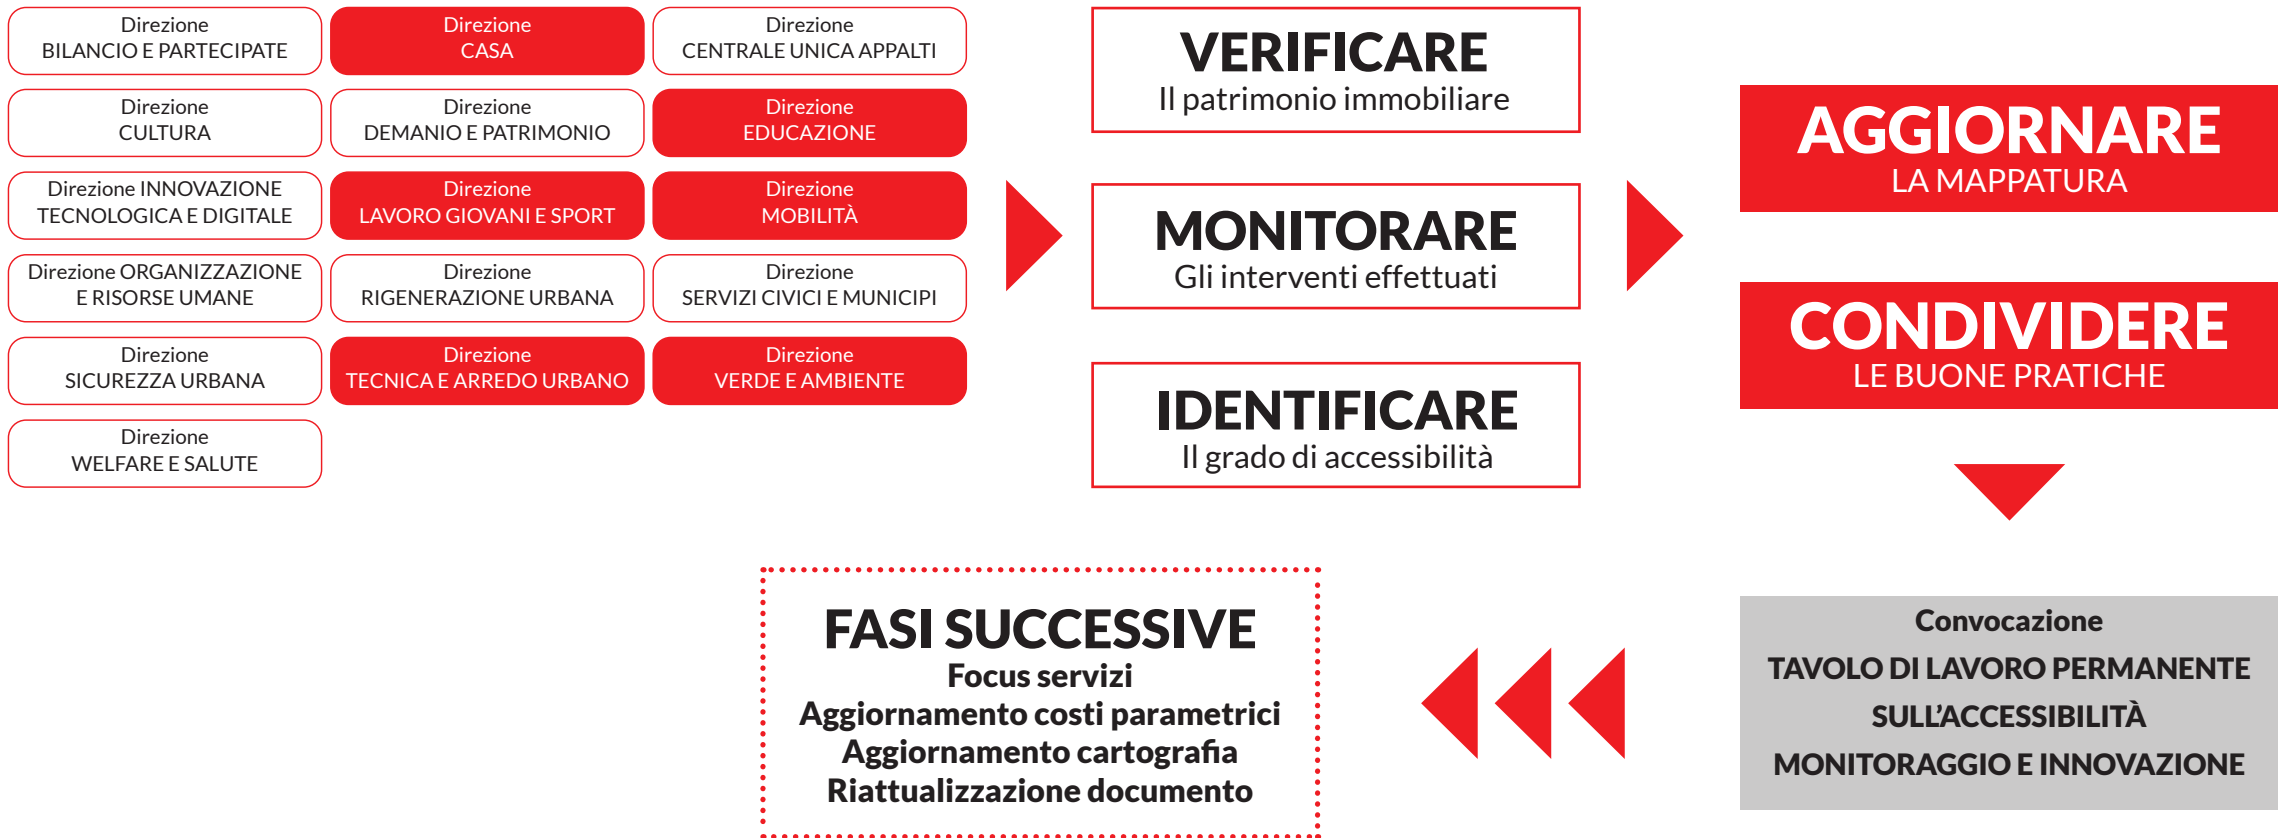 Direzione
BILANCIO E PARTECIPATE
Direzione
CASA
Direzione
CENTRALE UNICA APPALTI
Direzione
CULTURA
Direzione
DEMANIO E PATRIMONIO
Direzione
EDUCAZIONE
Direzione INNOVAZIONE
TECNOLOGICA E DIGITALE
Direzione
LAVORO GIOVANI E SPORT
Direzione
MOBILITÀ
Direzione ORGANIZZAZIONE
E RISORSE UMANE
Direzione
RIGENERAZIONE URBANA
Direzione
SERVIZI CIVICI E MUNICIPI
Direzione
SICUREZZA URBANA
Direzione
TECNICA E ARREDO URBANO
Direzione
VERDE E AMBIENTE
Direzione
WELFARE E SALUTE
VERIFICARE
Il patrimonio immobiliare
MONITORARE
Gli interventi effettuati
IDENTIFICARE
Il grado di accessibilità
AGGIORNARE
LA MAPPATURA
CONDIVIDERE
LE BUONE PRATICHE
Convocazione
TAVOLO DI LAVORO PERMANENTE
SULL'ACCESSIBILITÀ
MONITORAGGIO E INNOVAZIONE
FASI SUCCESSIVE
Focus servizi
Aggiornamento costi parametrici
Aggiornamento cartografia
Riattualizzazione documento